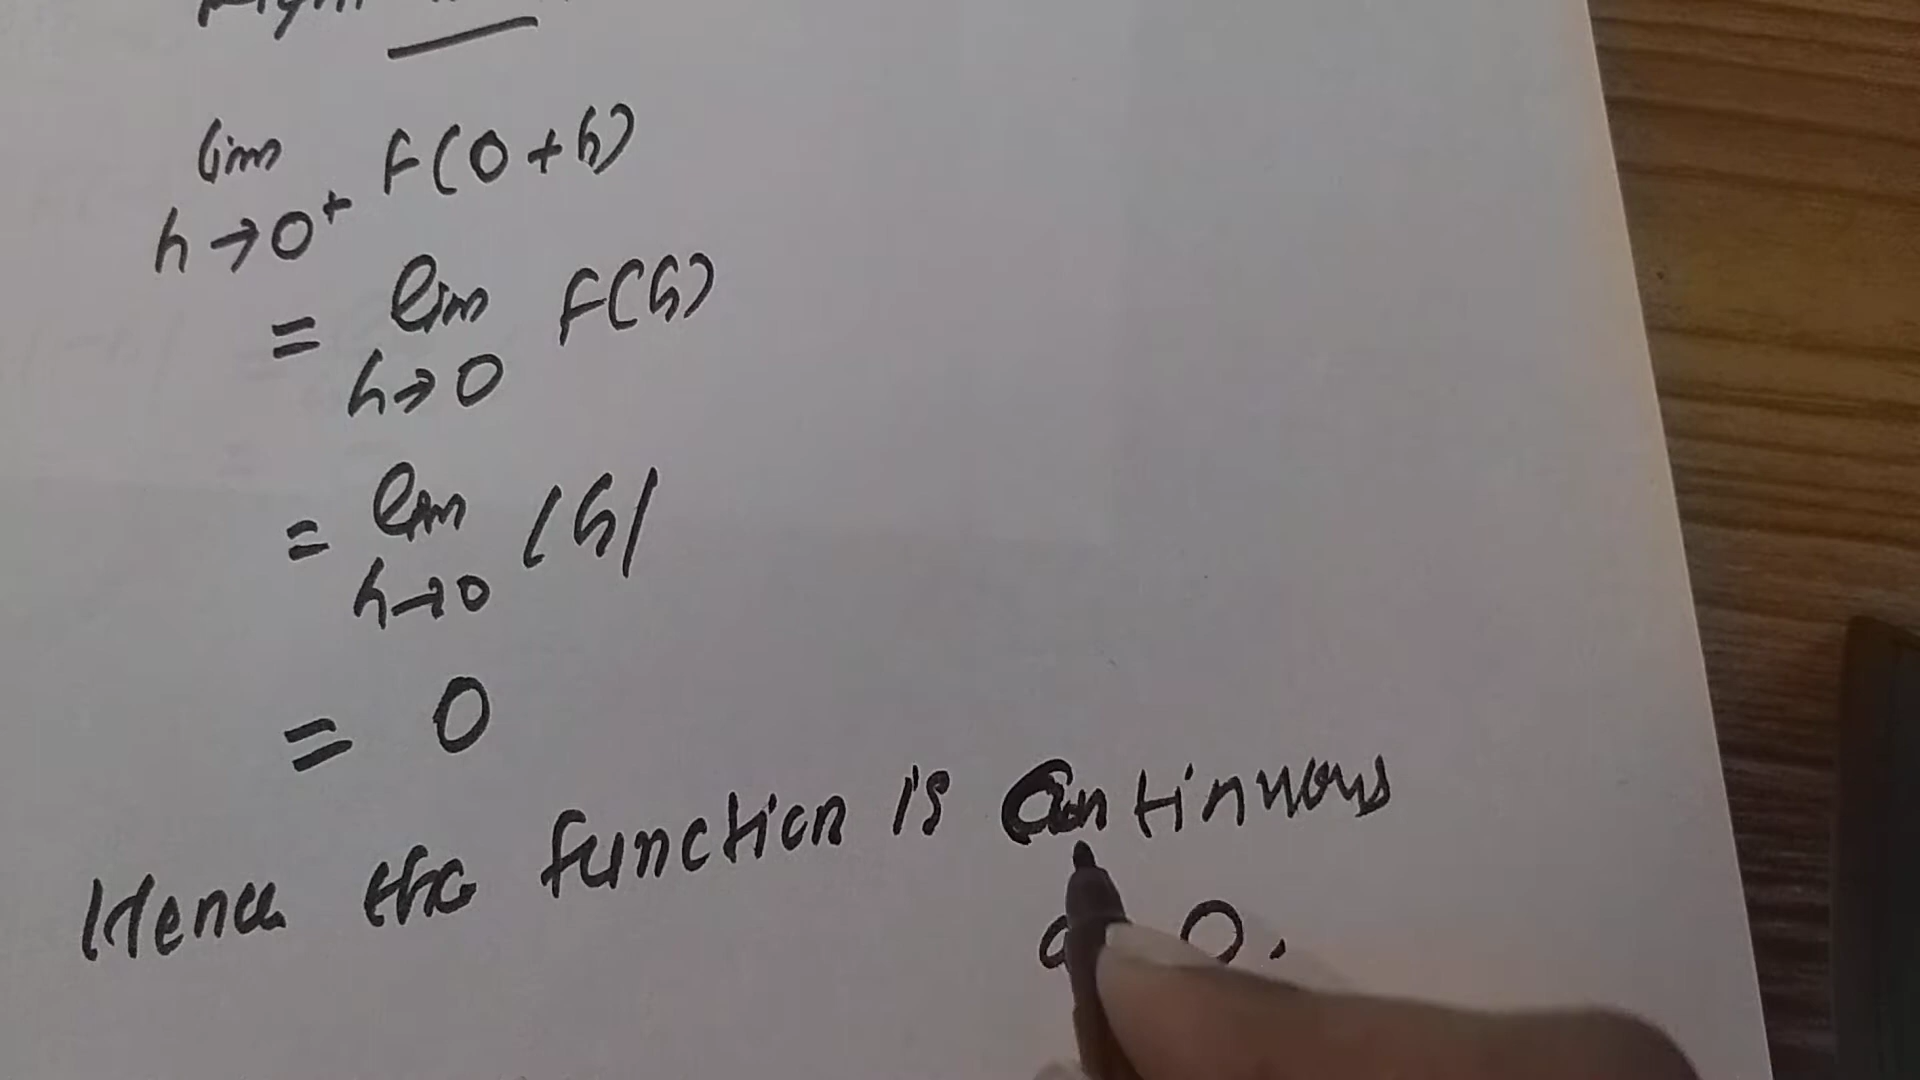 lim F(0+h)
h→0⁺
= lim F(h)
h→0
= lim |h|
h→0
= 0
Hence the function is Continuous
0.